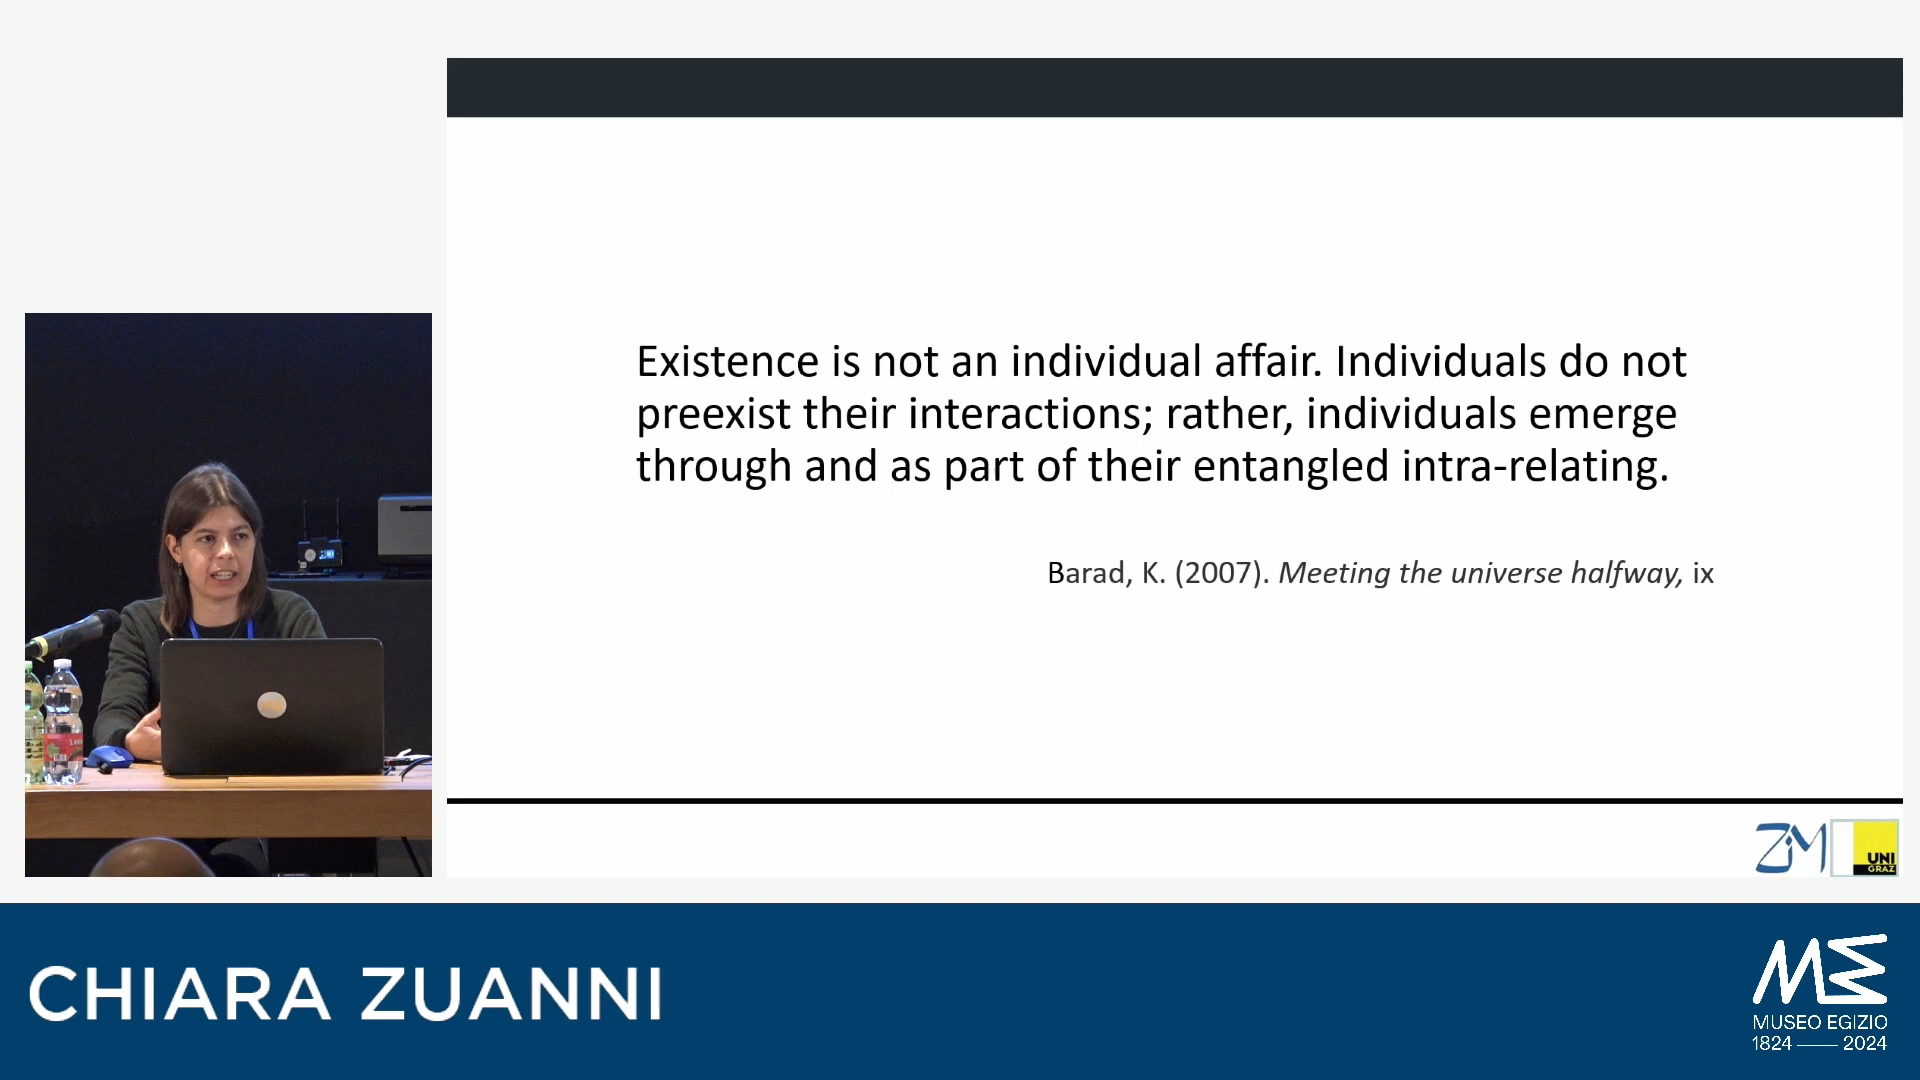 Existence is not an individual affair. Individuals do not
preexist their interactions; rather, individuals emerge
through and as part of their entangled intra-relating.
Barad, K. (2007). Meeting the universe halfway, ix
ZIM
UNI
GRAZ
CHIARA ZUANNI
ME
MUSEO EGIZIO
1824 — 2024